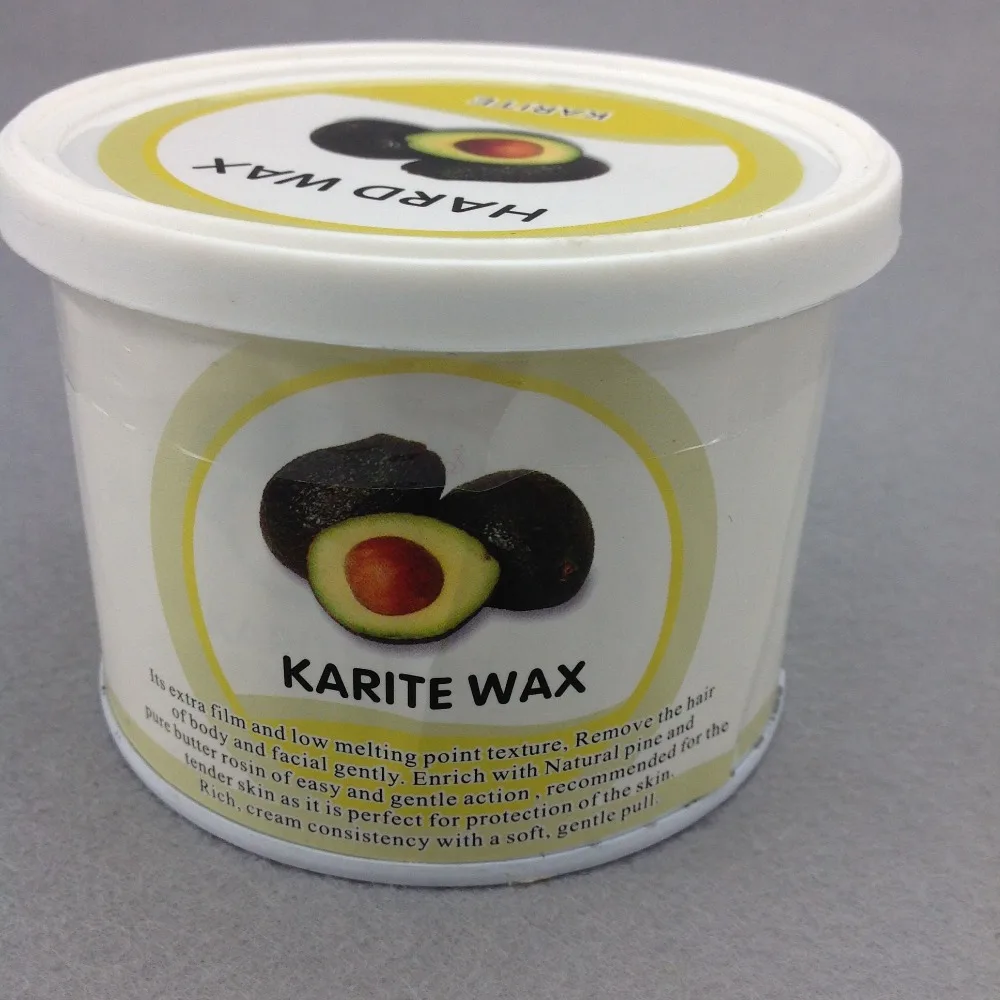 KARITE
HARD WAX
KARITE WAX
Its extra film and low melting point texture, Remove the hair
of body and facial gently. Enrich with Natural pine and
pure butter rosin of easy and gentle action , recommended for the
tender skin as it is perfect for protection of the skin.
Rich, cream consistency with a soft, gentle pull.